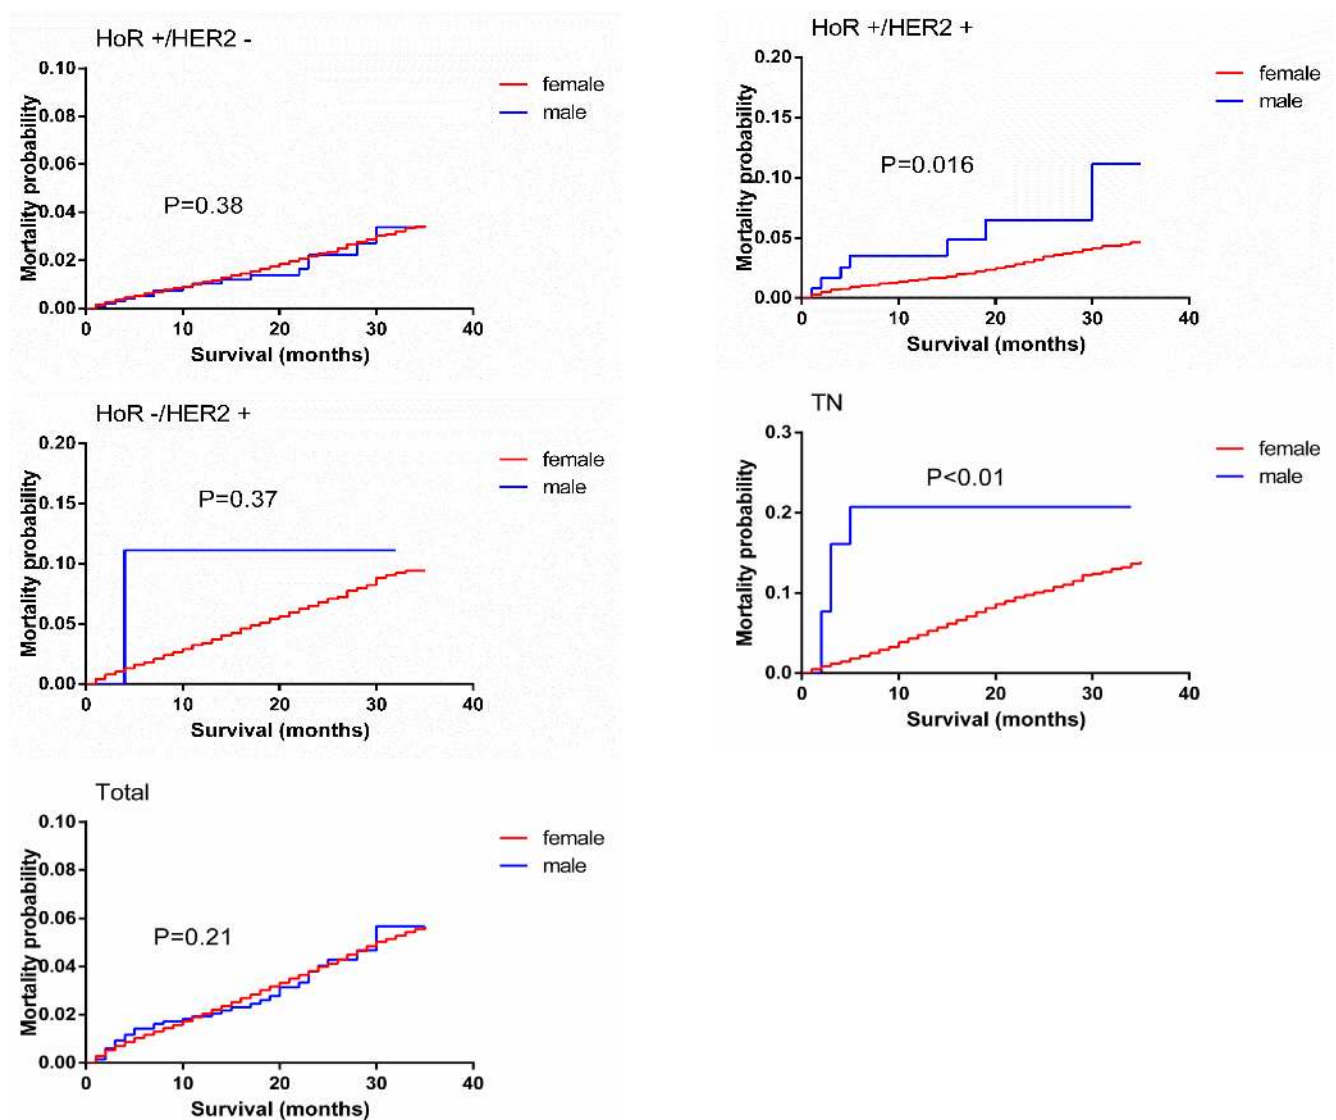 HoR +/HER2 -
0.10
0.08
0.06
0.04
0.02
0.00
Mortality probability
female
male
P=0.38
0 10 20 30 40
Survival (months)
HoR +/HER2 +
0.20
0.15
0.10
0.05
0.00
Mortality probability
female
male
P=0.016
0 10 20 30 40
Survival (months)
HoR -/HER2 +
0.20
0.15
0.10
0.05
0.00
Mortality probability
female
male
P=0.37
0 10 20 30 40
Survival (months)
TN
0.3
0.2
0.1
0.0
Mortality probability
female
male
P<0.01
0 10 20 30 40
Survival (months)
Total
0.10
0.08
0.06
0.04
0.02
0.00
Mortality probability
female
male
P=0.21
0 10 20 30 40
Survival (months)